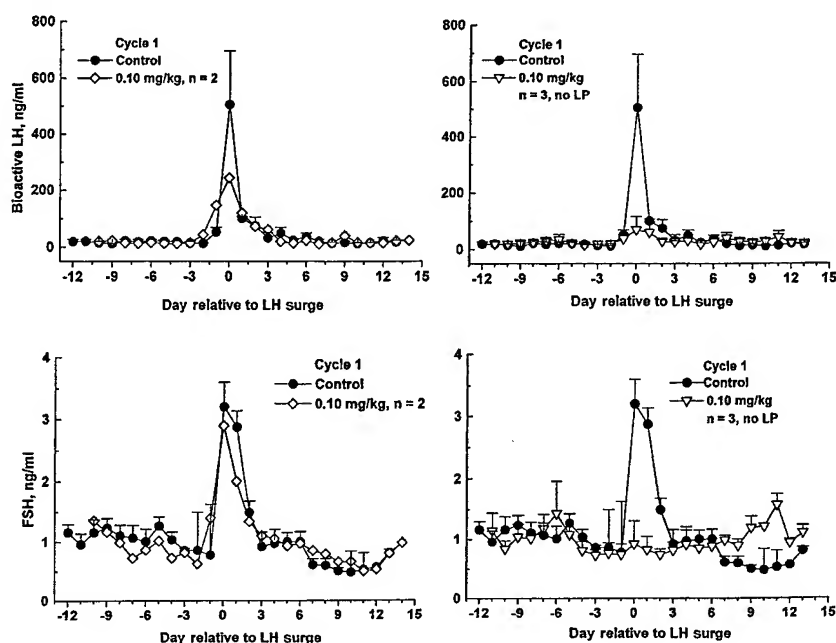 800
600
400
200
0
Bioactive LH, ng/ml
Cycle 1
Control
0.10 mg/kg, n = 2
-12 -9 -6 -3 0 3 6 9 12 15
Day relative to LH surge
800
600
400
200
0
Cycle 1
Control
0.10 mg/kg
n = 3, no LP
-12 -9 -6 -3 0 3 6 9 12 15
Day relative to LH surge
4
3
2
1
0
FSH, ng/ml
Cycle 1
Control
0.10 mg/kg, n = 2
-12 -9 -6 -3 0 3 6 9 12 15
Day relative to LH surge
4
3
2
1
0
Cycle 1
Control
0.10 mg/kg
n = 3, no LP
-12 -9 -6 -3 0 3 6 9 12 15
Day relative to LH surge